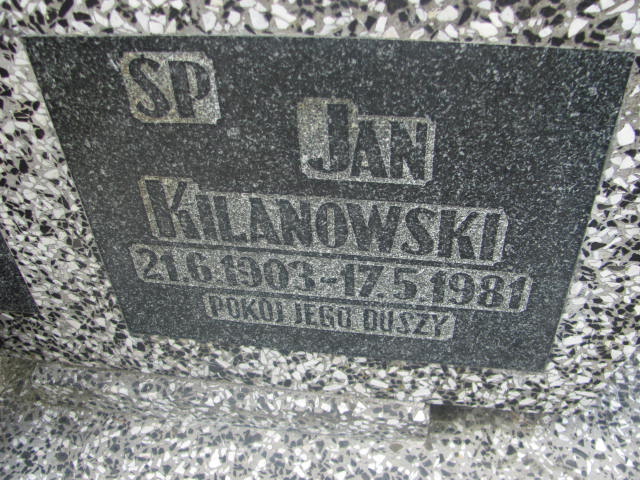 SP
JAN
KILANOWSKI
21.6.1903-17.5.1981
POKÓJ JEGO DUSZY